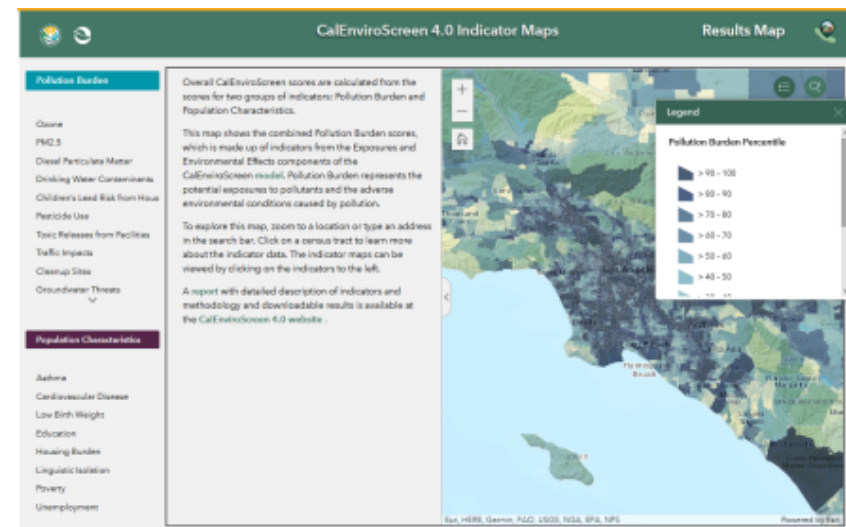 CalEnviroScreen 4.0 Indicator Maps
Results Map
Pollution Burden
Ozone
PM2.5
Diesel Particulate Matter
Drinking Water Contaminants
Children's Lead Risk from Hous
Pesticide Use
Toxic Releases from Facilities
Traffic Impacts
Cleanup Sites
Groundwater Threats
Population Characteristics
Asthma
Cardiovascular Disease
Low Birth Weight
Education
Housing Burden
Linguistic Isolation
Poverty
Unemployment
Overall CalEnviroScreen scores are calculated from the
scores for two groups of indicators: Pollution Burden and
Population Characteristics.
This map shows the combined Pollution Burden scores,
which is made up of indicators from the Exposures and
Environmental Effects components of the
CalEnviroScreen model. Pollution Burden represents the
potential exposures to pollutants and the adverse
environmental conditions caused by pollution.
To explore this map, zoom to a location or type an address
in the search bar. Click on a census tract to learn more
about the indicator data. The indicator maps can be
viewed by clicking on the indicators to the left.
A report with detailed description of indicators and
methodology and downloadable results is available at
the CalEnviroScreen 4.0 website .
Legend
Pollution Burden Percentile
> 90 - 100
> 80 - 90
> 70 - 80
> 60 - 70
> 50 - 60
> 40 - 50
Huntington
Beach
Esri, HERE, Garmin, FAO, USGS, NGA, EPA, NPS
Powered by Esri